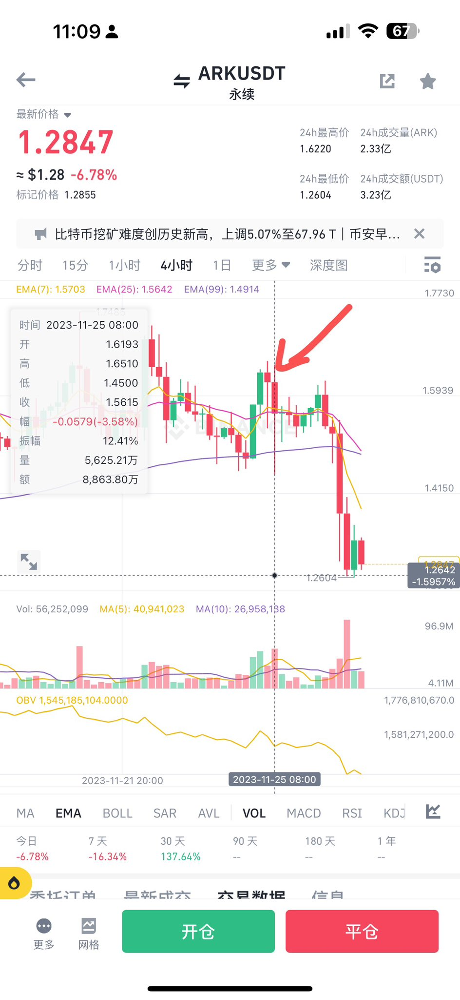 11:09
67
ARKUSDT
永续
最新价格
1.2847
≈ $1.28 -6.78%
标记价格 1.2855
24h最高价 24h成交量(ARK)
1.6220 2.33亿
24h最低价 24h成交额(USDT)
1.2604 3.23亿
比特币挖矿难度创历史新高，上调5.07%至67.96 T｜币安早...
分时 15分 1小时 4小时 1日 更多 深度图
EMA(7): 1.5703 EMA(25): 1.5642 EMA(99): 1.4914
1.7730
1.7485
时间 2023-11-25 08:00
开 1.6193
高 1.6510
低 1.4500
收 1.5615
幅 -0.0579(-3.58%)
振幅 12.41%
量 5,625.21万
额 8,863.80万
1.5939
BINANCE
1.4150
1.2847
1.2642
-1.5957%
1.2604
Vol: 56,252,099 MA(5): 40,941,023 MA(10): 26,958,138
96.9M
4.11M
OBV 1,545,185,104.0000
1,776,810,670.0
1,581,271,200.0
2023-11-21 20:00
2023-11-25 08:00
MA EMA BOLL SAR AVL VOL MACD RSI KDJ
今日 7 天 30 天 90 天 180 天 1 年
-6.78% -16.34% 137.64% -- -- --
委托订单 最新成交 交易数据 信息
更多 网格 开仓 平仓